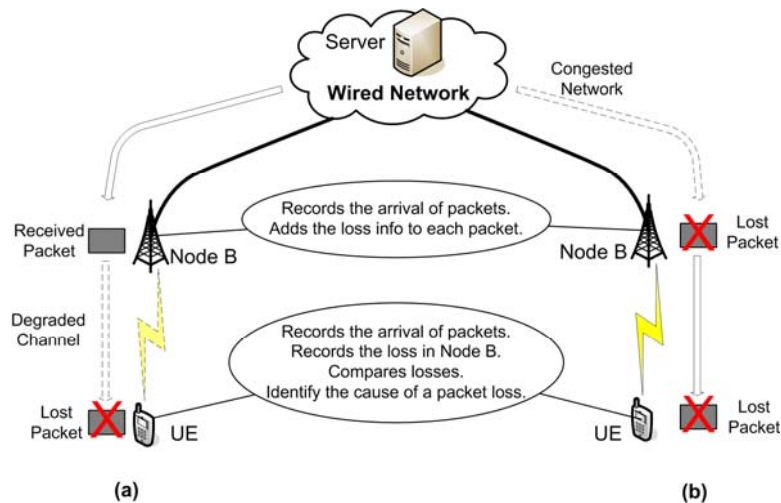 Server
Wired Network
Congested
Network
Records the arrival of packets.
Adds the loss info to each packet.
Received
Packet
Node B
Node B
Lost
Packet
Degraded
Channel
Records the arrival of packets.
Records the loss in Node B.
Compares losses.
Identify the cause of a packet loss.
Lost
Packet
UE
UE
Lost
Packet
(a)
(b)